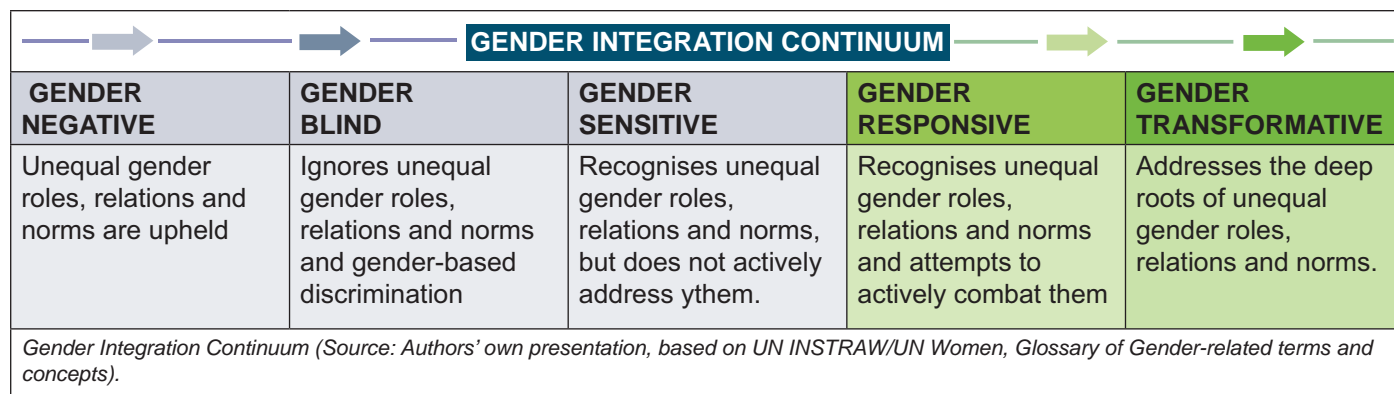 GENDER INTEGRATION CONTINUUM
GENDER
NEGATIVE
GENDER
BLIND
GENDER
SENSITIVE
GENDER
RESPONSIVE
GENDER
TRANSFORMATIVE
Unequal gender
roles, relations and
norms are upheld
Ignores unequal
gender roles,
relations and norms
and gender-based
discrimination
Recognises unequal
gender roles,
relations and norms,
but does not actively
address ythem.
Recognises unequal
gender roles,
relations and norms
and attempts to
actively combat them
Addresses the deep
roots of unequal
gender roles,
relations and norms.
Gender Integration Continuum (Source: Authors' own presentation, based on UN INSTRAW/UN Women, Glossary of Gender-related terms and
concepts).